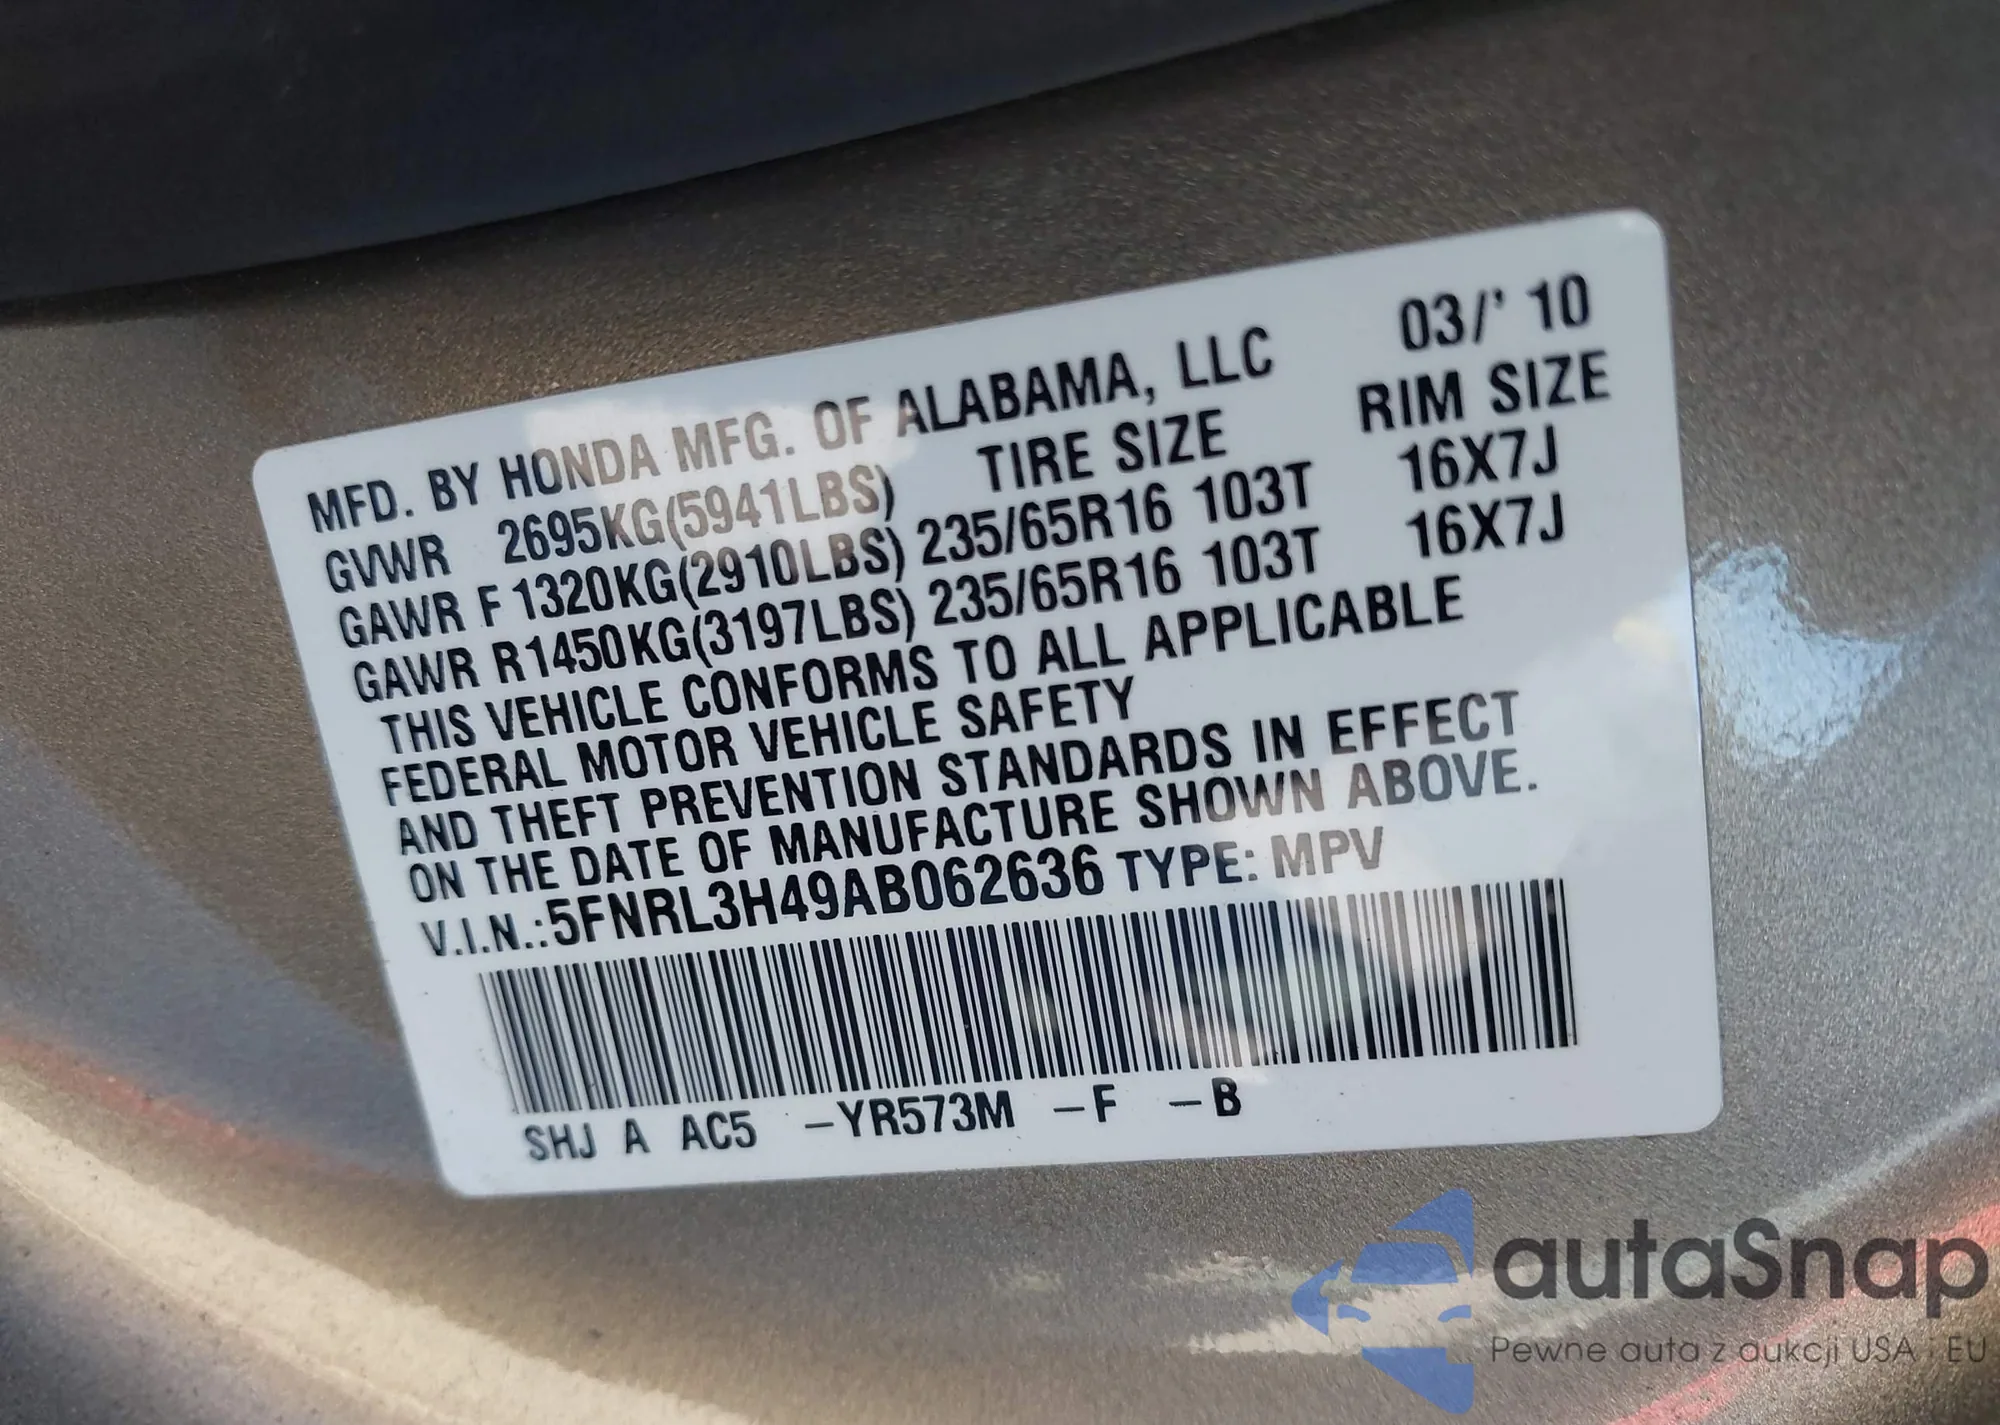 MFD. BY HONDA MFG. OF ALABAMA, LLC 03/' 10
GVWR 2695KG(5941LBS) TIRE SIZE RIM SIZE
GAWR F 1320KG(2910LBS) 235/65R16 103T 16X7J
GAWR R1450KG(3197LBS) 235/65R16 103T 16X7J
THIS VEHICLE CONFORMS TO ALL APPLICABLE
FEDERAL MOTOR VEHICLE SAFETY
AND THEFT PREVENTION STANDARDS IN EFFECT
ON THE DATE OF MANUFACTURE SHOWN ABOVE.
V.I.N.:5FNRL3H49AB062636 TYPE: MPV
SHJ A AC5 –YR573M –F –B
autaSnap
Pewne auta z aukcji USA i EU